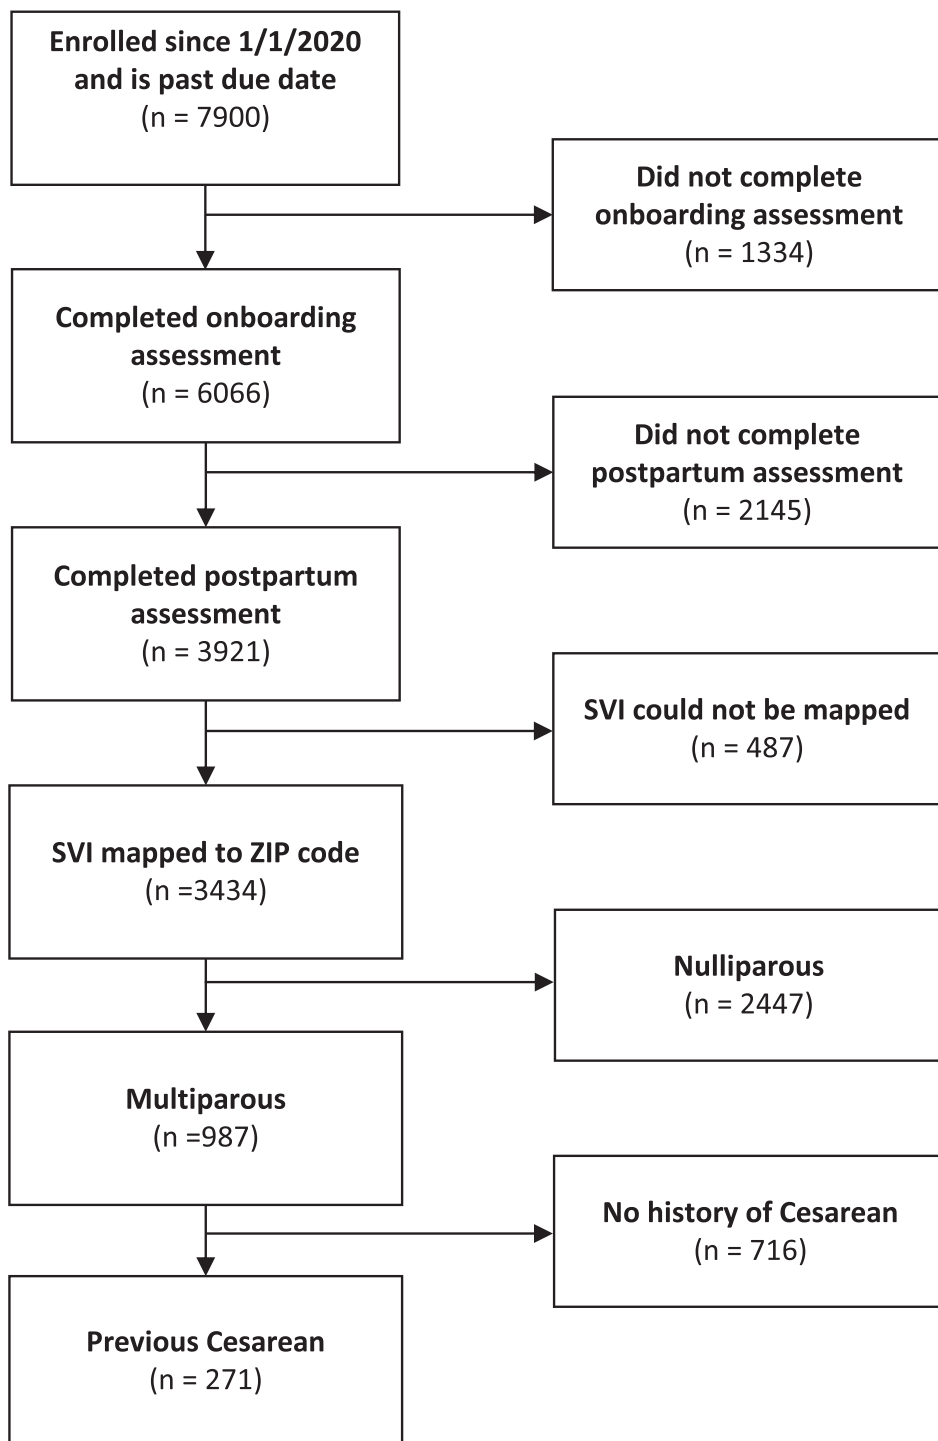 Enrolled since 1/1/2020
and is past due date
(n = 7900)
Did not complete
onboarding assessment
(n = 1334)
Completed onboarding
assessment
(n = 6066)
Did not complete
postpartum assessment
(n = 2145)
Completed postpartum
assessment
(n = 3921)
SVI could not be mapped
(n = 487)
SVI mapped to ZIP code
(n =3434)
Nulliparous
(n = 2447)
Multiparous
(n =987)
No history of Cesarean
(n = 716)
Previous Cesarean
(n = 271)